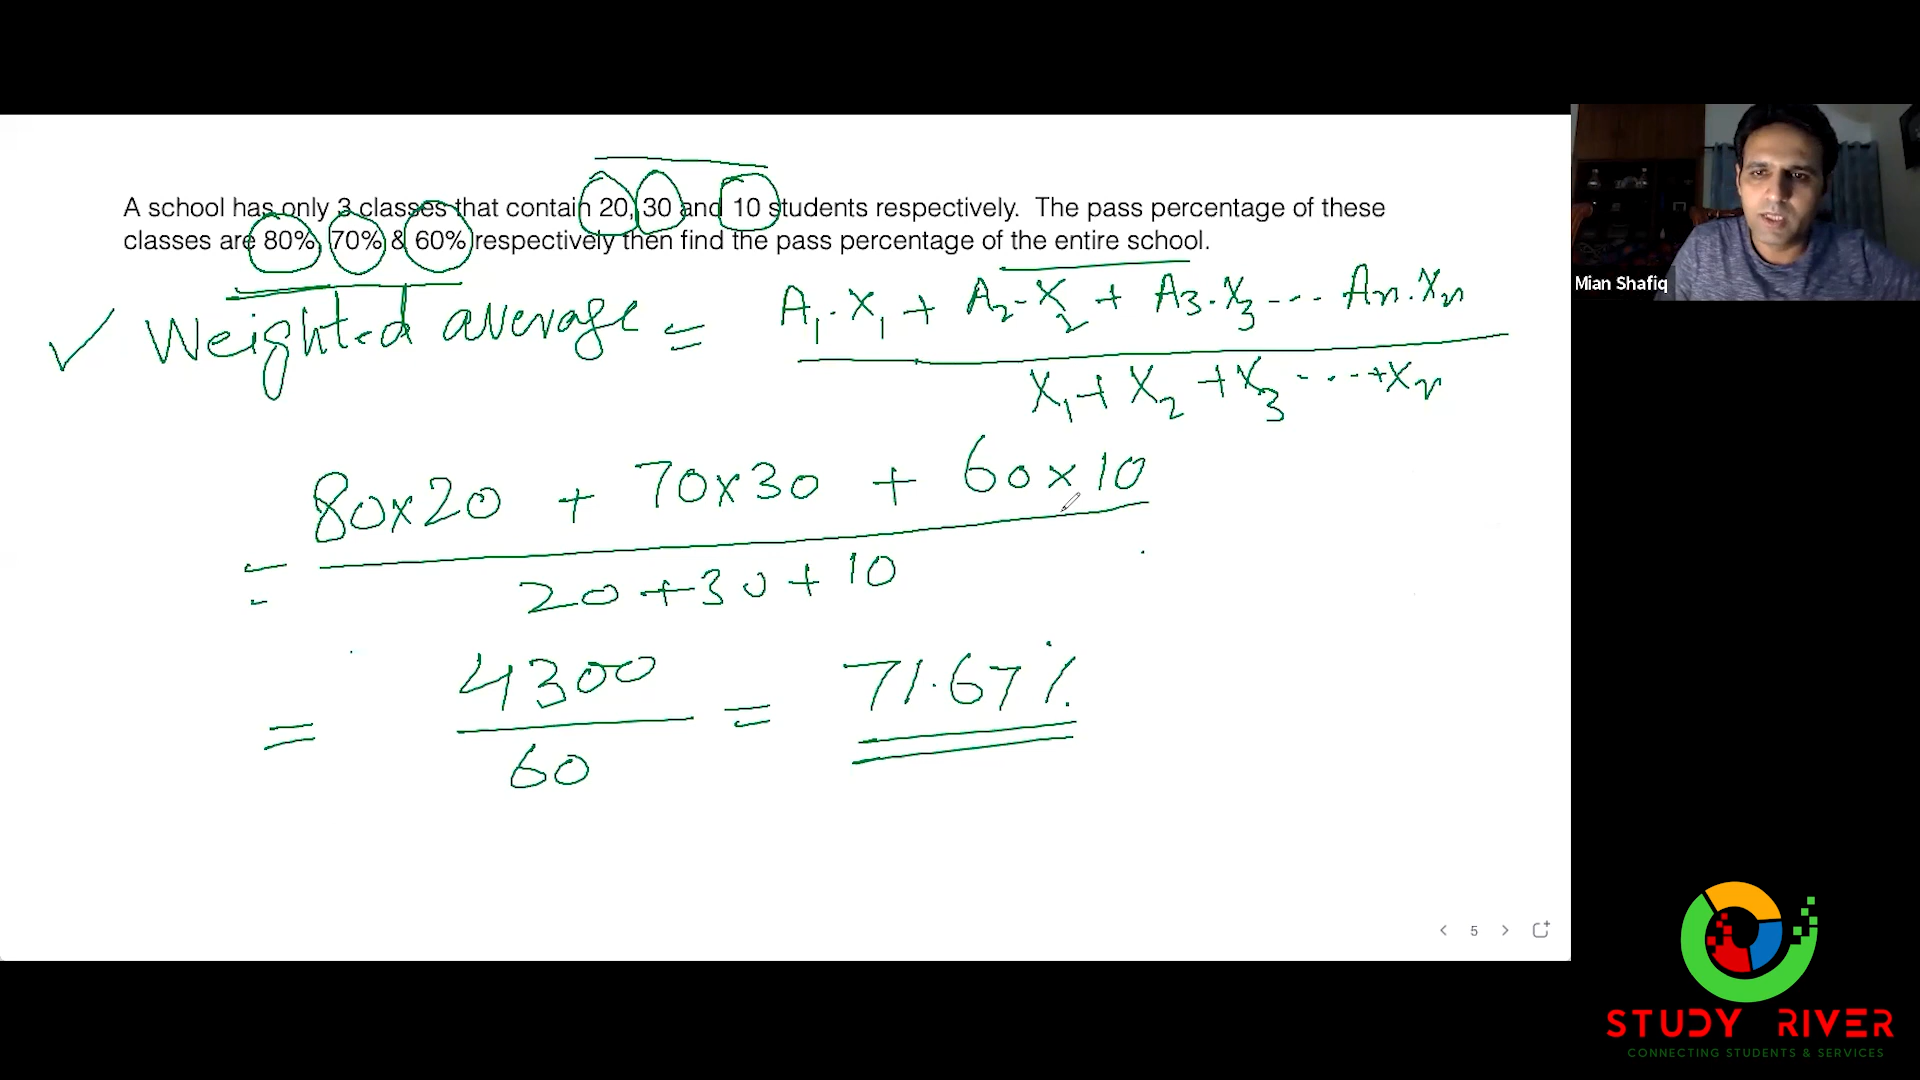 A school has only 3 classes that contain 20, 30 and 10 students respectively. The pass percentage of these
classes are 80%, 70% & 60% respectively then find the pass percentage of the entire school.
Mian Shafiq
✓ Weighted average = A₁·X₁ + A₂·X₂ + A₃·X₃ --- Aₙ·Xₙ
X₁ + X₂ + X₃ ---- + Xₙ
= 80x20 + 70x30 + 60x10
20 + 30 + 10
= 4300 = 71.67%
60
< 5 >
STUDY RIVER
CONNECTING STUDENTS & SERVICES